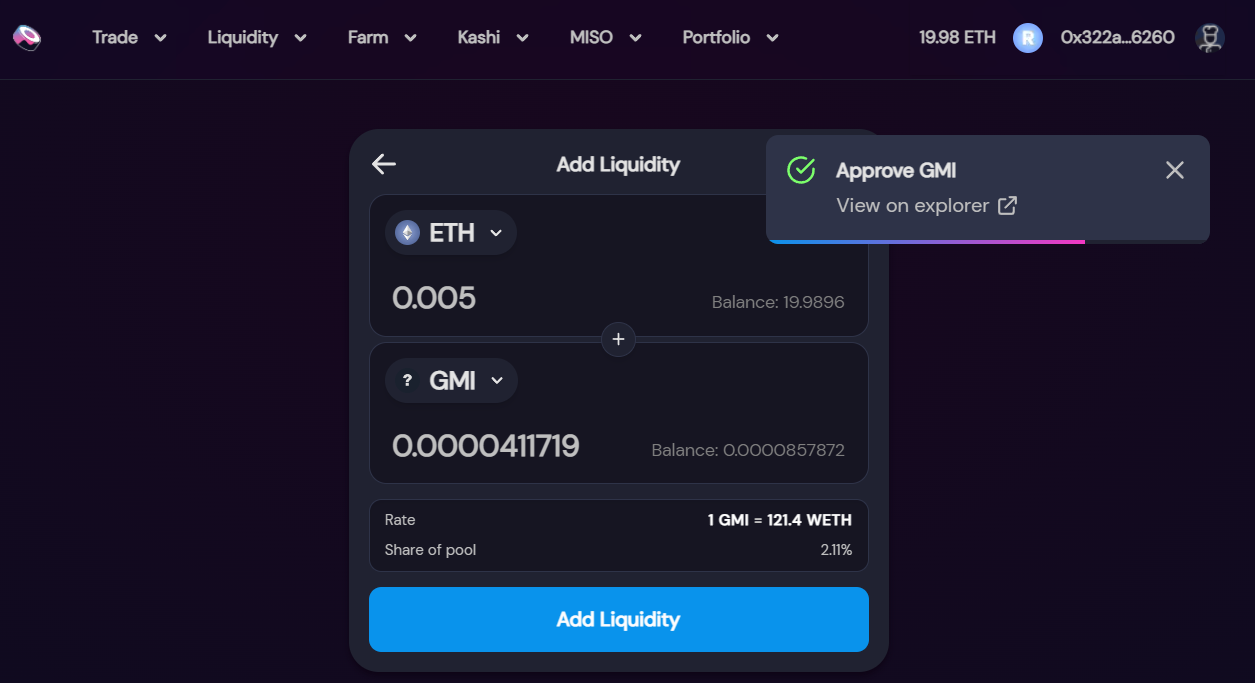 Trade Liquidity Farm Kashi MISO Portfolio 19.98 ETH R 0x322a...6260
Add Liquidity
Approve GMI
View on explorer
ETH
0.005 Balance: 19.9896
+
? GMI
0.0000411719 Balance: 0.0000857872
Rate 1 GMI = 121.4 WETH
Share of pool 2.11%
Add Liquidity